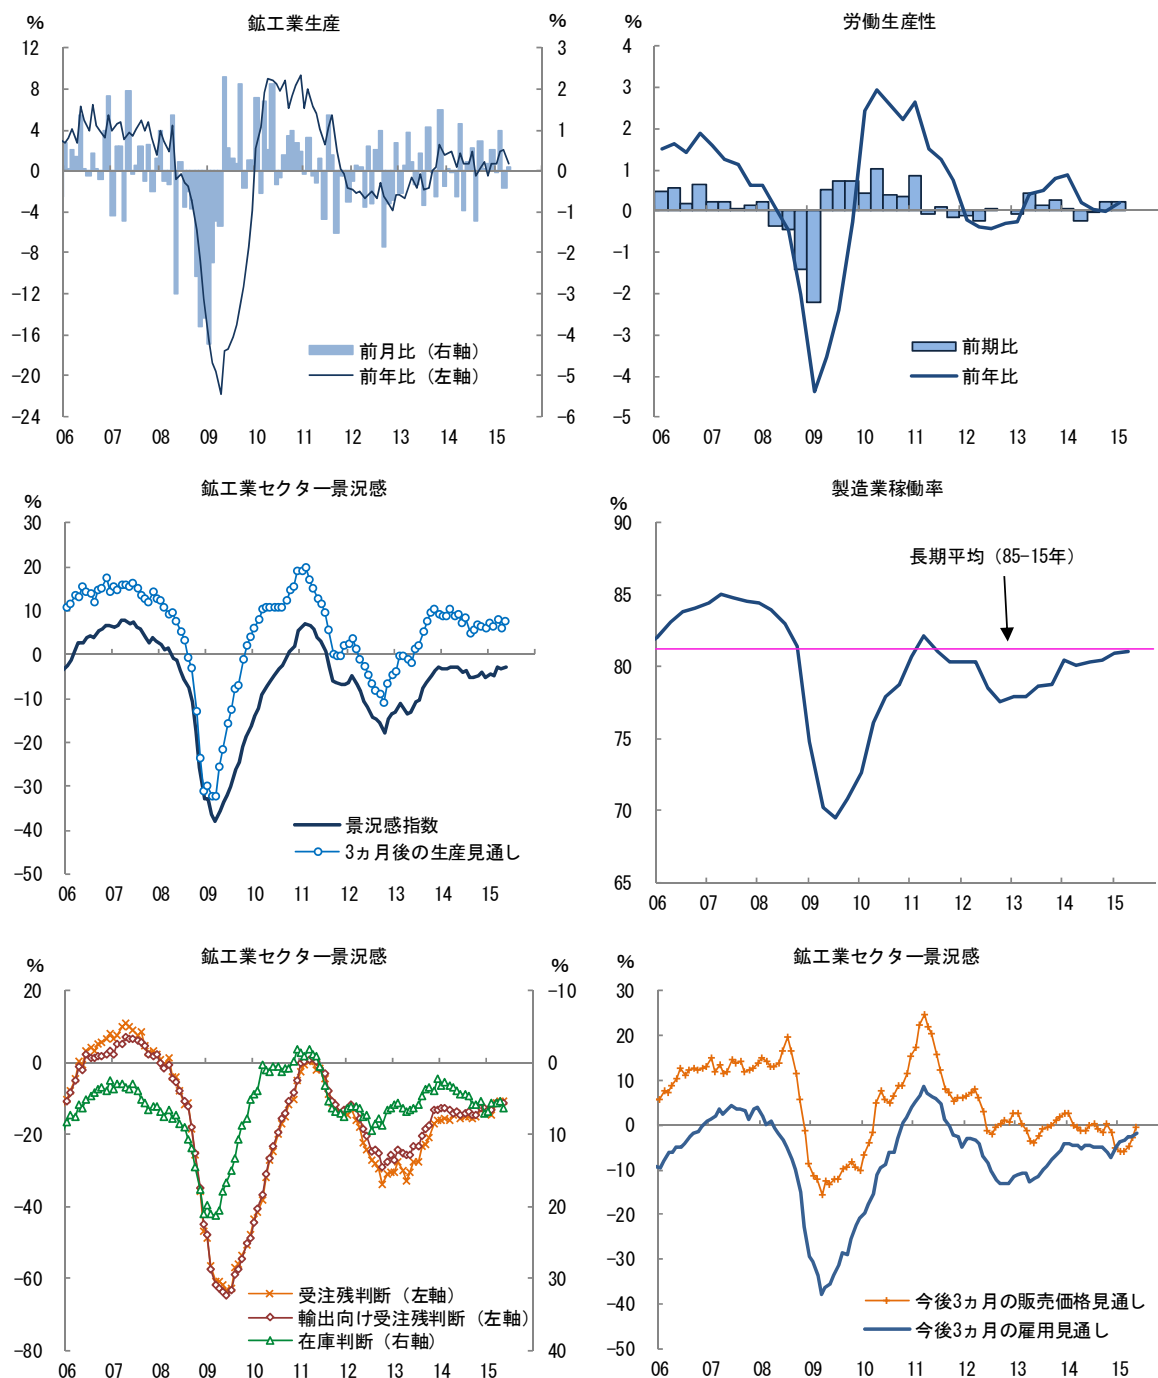 鉱工業生産
% %
12 3
8 2
4 1
0 0
-4 -1
-8 -2
-12 -3
-16 -4
-20 -5
-24 -6
前月比（右軸）
前年比（左軸）
06 07 08 09 10 11 12 13 14 15
労働生産性
%
4
3
2
1
0
-1
-2
-3
-4
-5
前期比
前年比
06 07 08 09 10 11 12 13 14 15
鉱工業セクター景況感
%
30
20
10
0
-10
-20
-30
-40
-50
景況感指数
3ヵ月後の生産見通し
06 07 08 09 10 11 12 13 14 15
製造業稼働率
%
90
85
80
75
70
65
長期平均（85-15年）
06 07 08 09 10 11 12 13 14 15
鉱工業セクター景況感
% %
20 -10
0 0
-20 10
-40 20
-60 30
-80 40
受注残判断（左軸）
輸出向け受注残判断（左軸）
在庫判断（右軸）
06 07 08 09 10 11 12 13 14 15
鉱工業セクター景況感
%
30
20
10
0
-10
-20
-30
-40
-50
今後3ヵ月の販売価格見通し
今後3ヵ月の雇用見通し
06 07 08 09 10 11 12 13 14 15